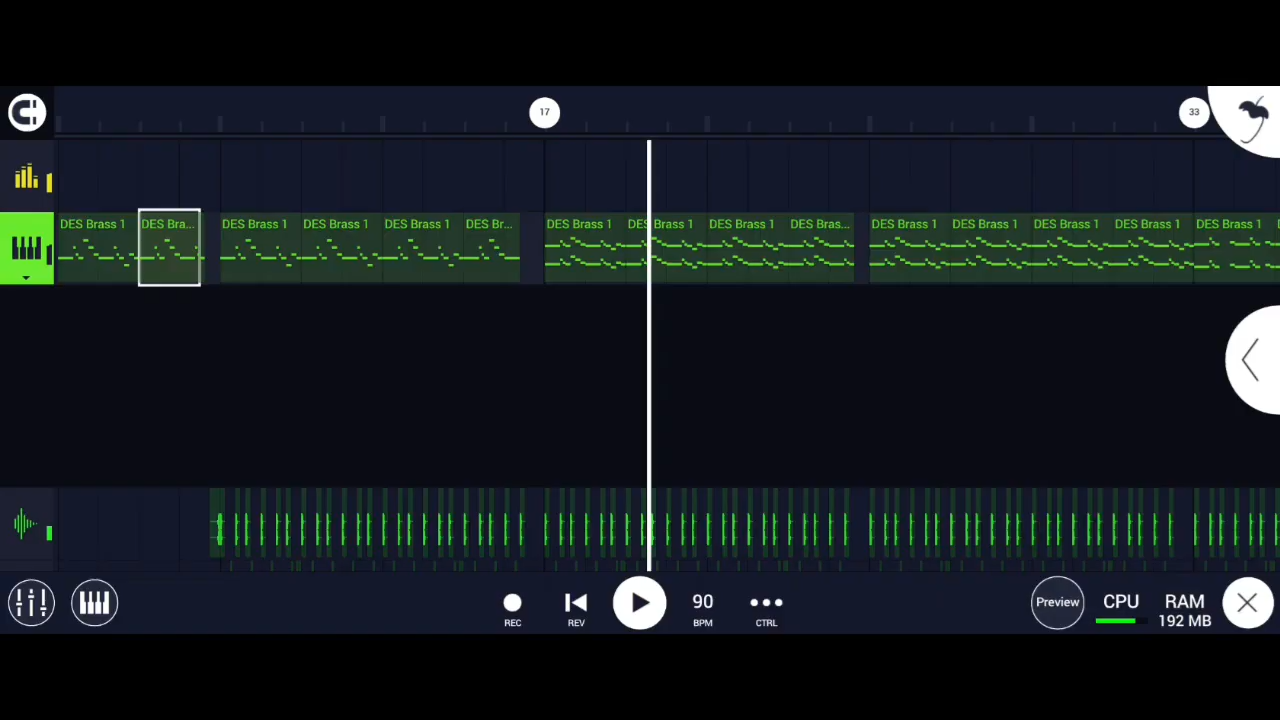 17 33
DES Brass 1 DES Bra... DES Brass 1 DES Brass 1 DES Brass 1 DES Br... DES Brass 1 DES Brass 1 DES Brass 1 DES Bras... DES Brass 1 DES Brass 1 DES Brass 1 DES Brass 1 DES Brass 1
90 CPU RAM
Preview
REC REV BPM CTRL 192 MB